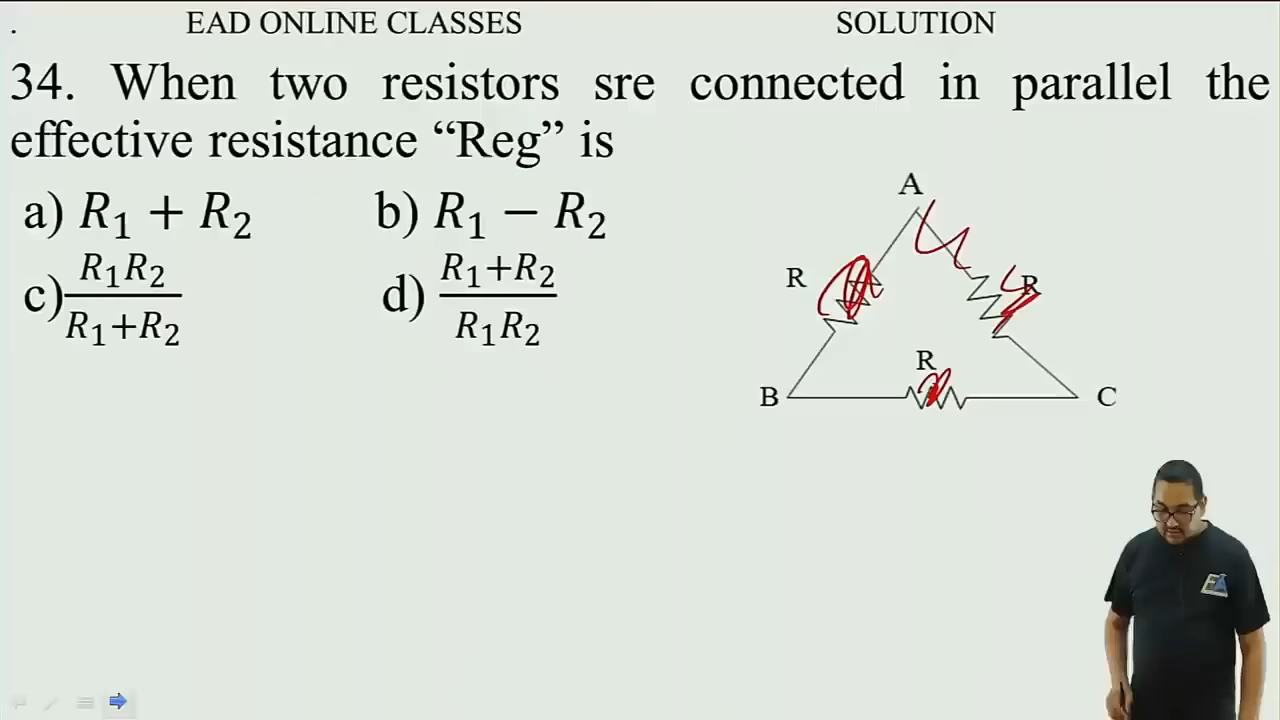 . EAD ONLINE CLASSES SOLUTION
34. When two resistors sre connected in parallel the
effective resistance “Reg” is
a) R₁ + R₂ b) R₁ − R₂
c) R₁R₂/R₁+R₂ d) R₁+R₂/R₁R₂
A
R R
R
B C